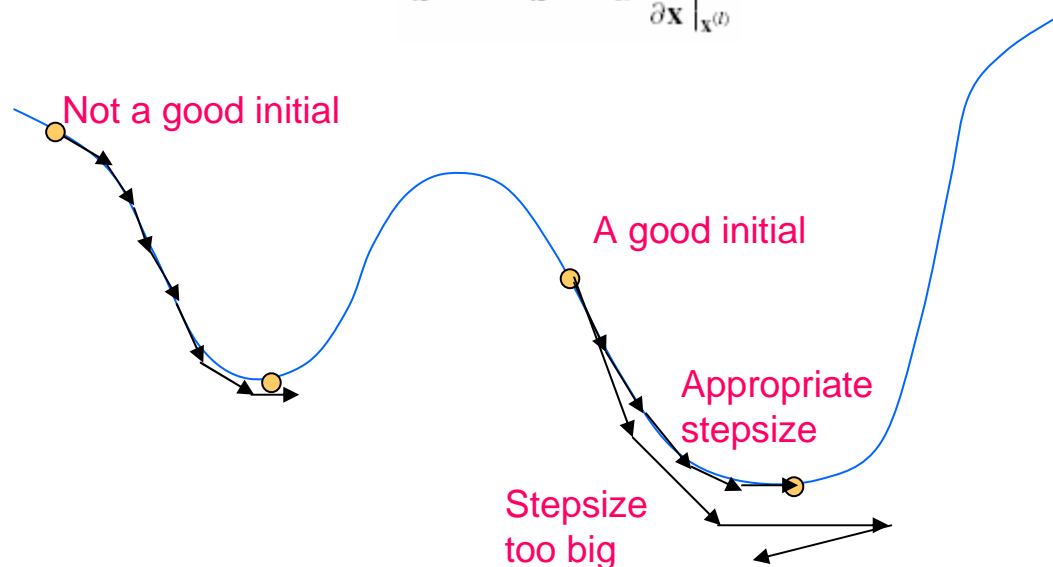 ∂x |x(l)
Not a good initial
A good initial
Appropriate
stepsize
Stepsize
too big